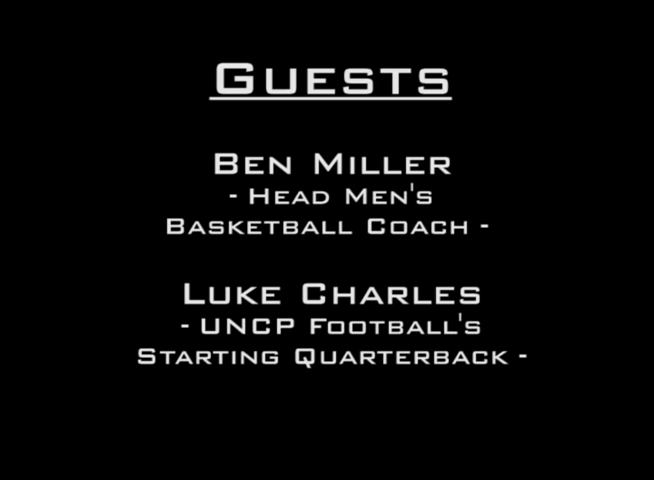 GUESTS
BEN MILLER
- HEAD MEN'S
BASKETBALL COACH -
LUKE CHARLES
- UNCP FOOTBALL'S
STARTING QUARTERBACK -